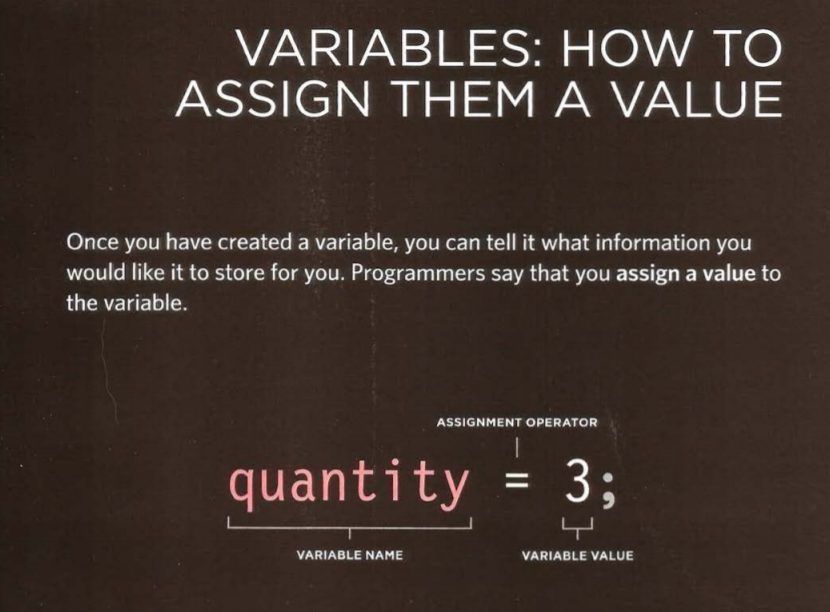 VARIABLES: HOW TO
ASSIGN THEM A VALUE
Once you have created a variable, you can tell it what information you
would like it to store for you. Programmers say that you assign a value to
the variable.
ASSIGNMENT OPERATOR
quantity = 3;
VARIABLE NAME
VARIABLE VALUE